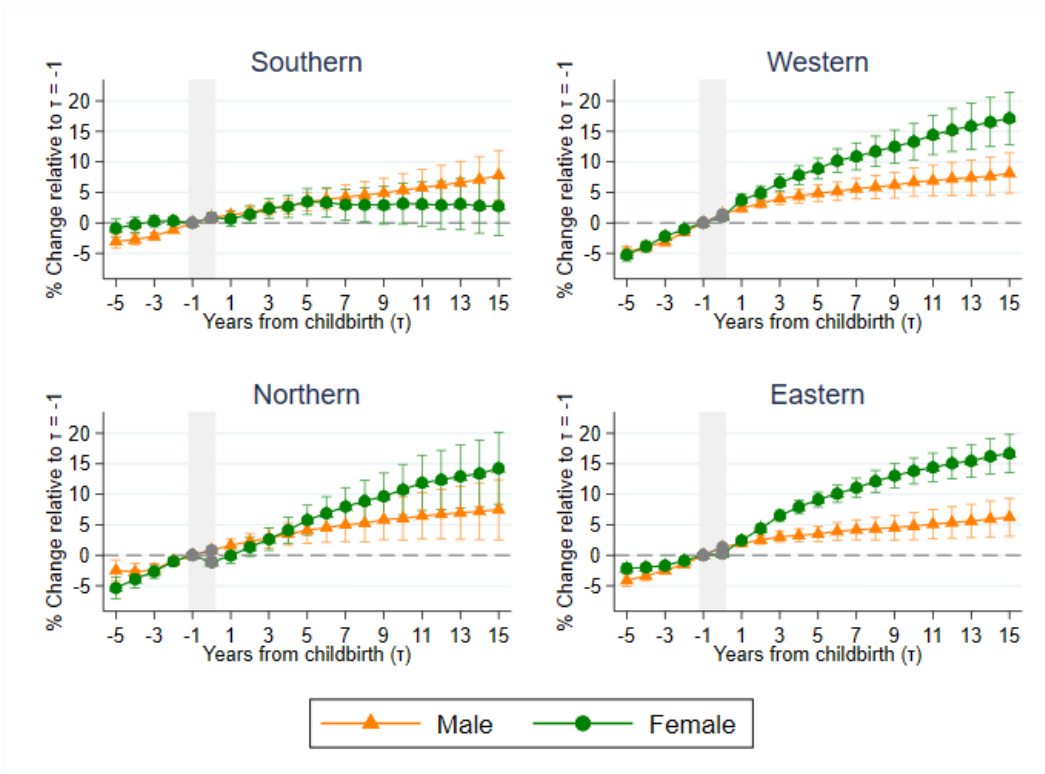 Southern
% Change relative to τ = -1
20
15
10
5
0
-5
-5 -3 -1 1 3 5 7 9 11 13 15
Years from childbirth (τ)
Western
% Change relative to τ = -1
20
15
10
5
0
-5
-5 -3 -1 1 3 5 7 9 11 13 15
Years from childbirth (τ)
Northern
% Change relative to τ = -1
20
15
10
5
0
-5
-5 -3 -1 1 3 5 7 9 11 13 15
Years from childbirth (τ)
Eastern
% Change relative to τ = -1
20
15
10
5
0
-5
-5 -3 -1 1 3 5 7 9 11 13 15
Years from childbirth (τ)
Male Female